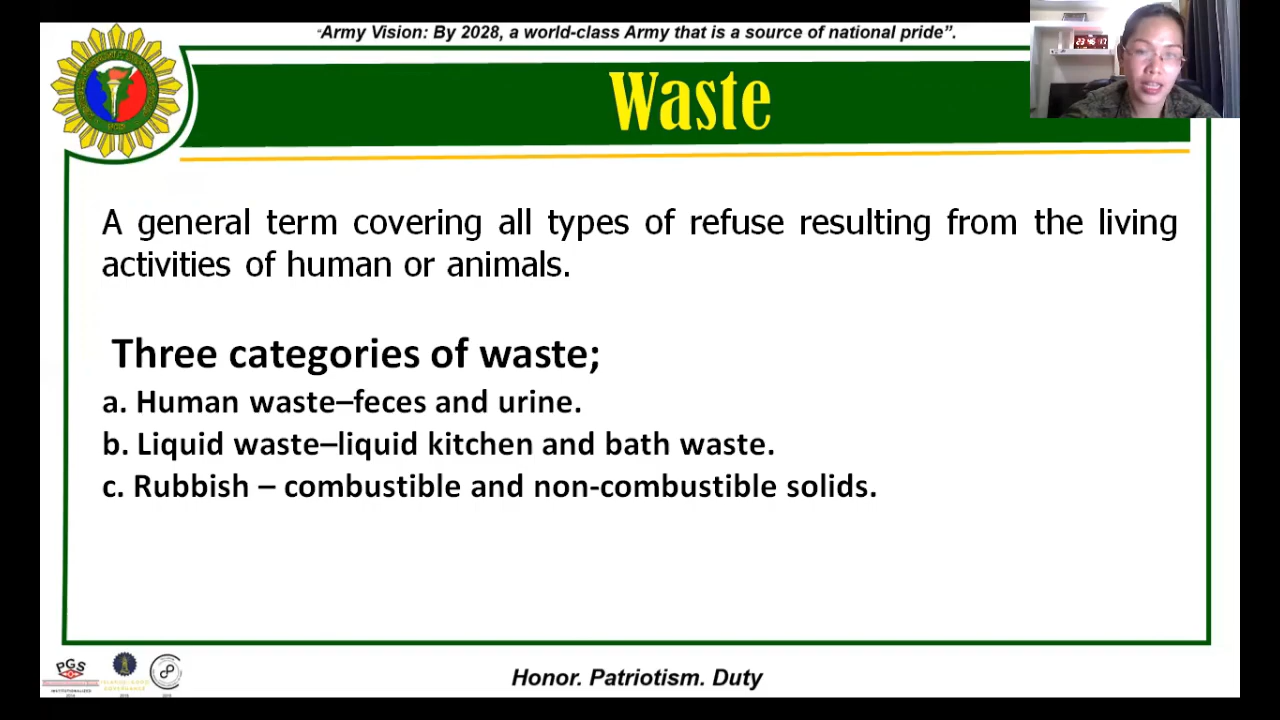 "Army Vision: By 2028, a world-class Army that is a source of national pride".
Waste
A general term covering all types of refuse resulting from the living
activities of human or animals.
Three categories of waste;
a. Human waste–feces and urine.
b. Liquid waste–liquid kitchen and bath waste.
c. Rubbish – combustible and non-combustible solids.
PGS
Honor. Patriotism. Duty